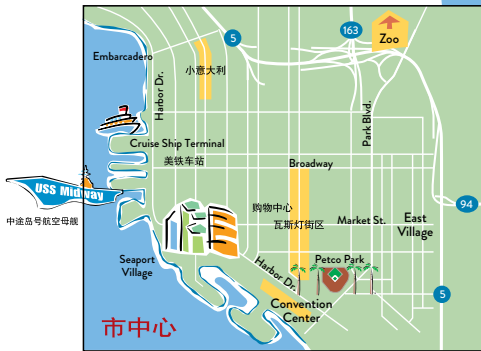 163
5
Zoo
Embarcadero
小意大利
Harbor Dr.
Park Blvd.
Cruise Ship Terminal
美铁车站
Broadway
USS Midway
中途岛号航空母舰
94
购物中心
瓦斯灯街区
Market St.
East
Village
Seaport
Village
Harbor Dr.
Petco Park
5
Convention
Center
市中心